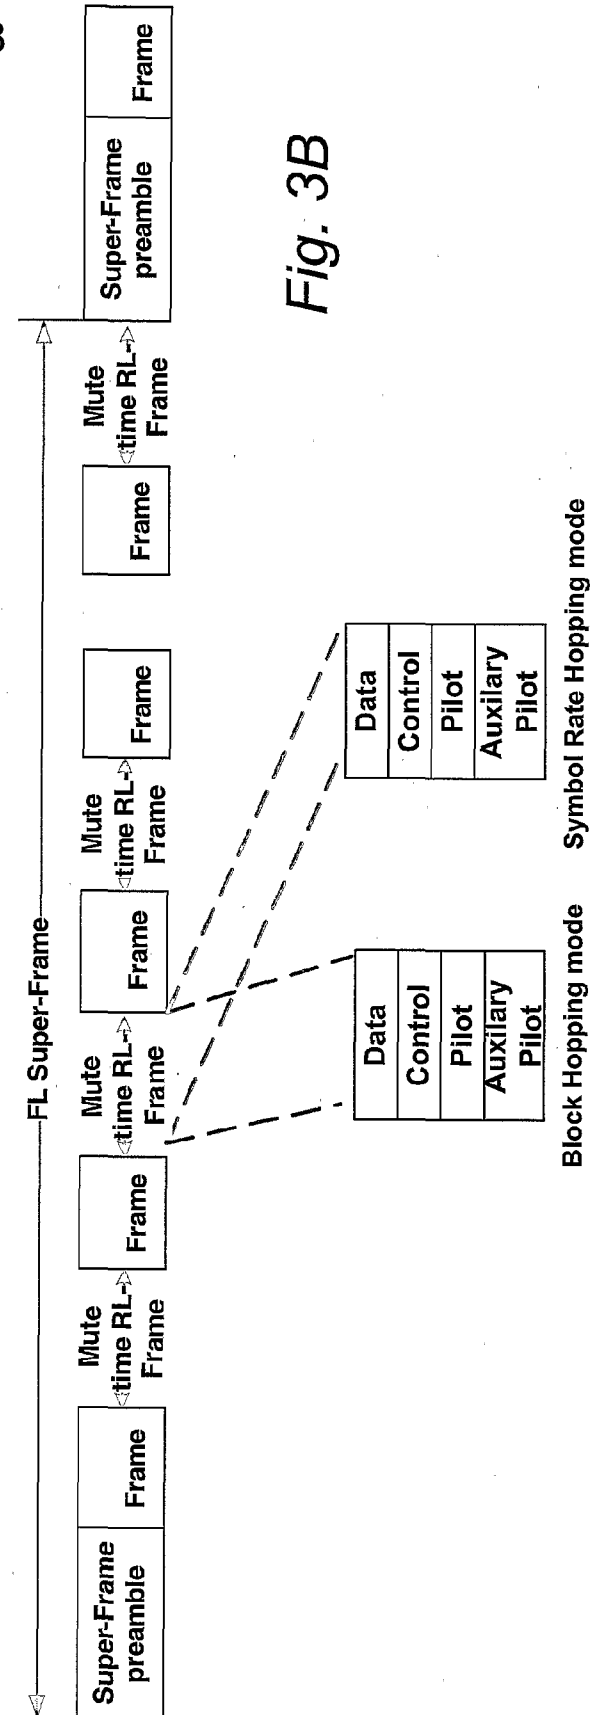 FL Super-Frame
Super-Frame
preamble
Frame
Mute
time RL-
Frame
Frame
Mute
time RL-
Frame
Frame
Mute
time RL-
Frame
Frame
Frame
Mute
time RL-
Frame
Super-Frame
preamble
Frame
Data
Control
Pilot
Auxilary
Pilot
Block Hopping mode
Data
Control
Pilot
Auxilary
Pilot
Symbol Rate Hopping mode
Fig. 3B